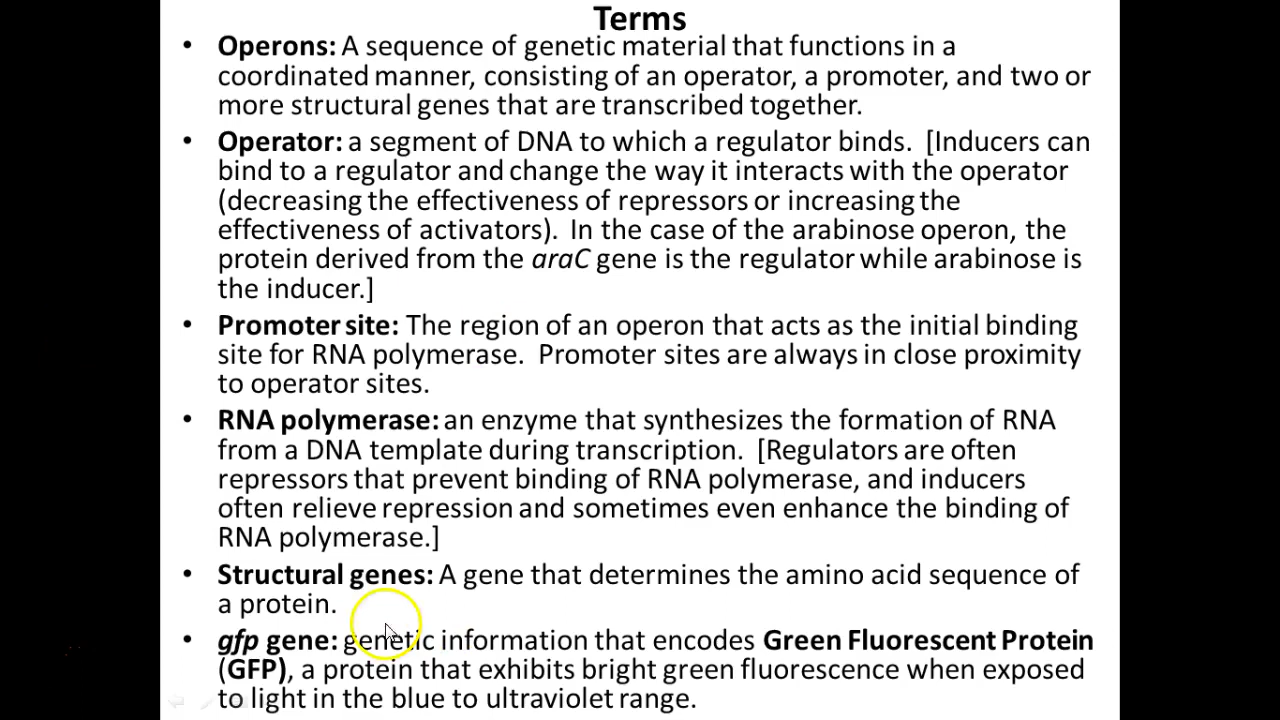 Terms
• Operons: A sequence of genetic material that functions in a
coordinated manner, consisting of an operator, a promoter, and two or
more structural genes that are transcribed together.
• Operator: a segment of DNA to which a regulator binds. [Inducers can
bind to a regulator and change the way it interacts with the operator
(decreasing the effectiveness of repressors or increasing the
effectiveness of activators). In the case of the arabinose operon, the
protein derived from the araC gene is the regulator while arabinose is
the inducer.]
• Promoter site: The region of an operon that acts as the initial binding
site for RNA polymerase. Promoter sites are always in close proximity
to operator sites.
• RNA polymerase: an enzyme that synthesizes the formation of RNA
from a DNA template during transcription. [Regulators are often
repressors that prevent binding of RNA polymerase, and inducers
often relieve repression and sometimes even enhance the binding of
RNA polymerase.]
• Structural genes: A gene that determines the amino acid sequence of
a protein.
• gfp gene: genetic information that encodes Green Fluorescent Protein
(GFP), a protein that exhibits bright green fluorescence when exposed
to light in the blue to ultraviolet range.